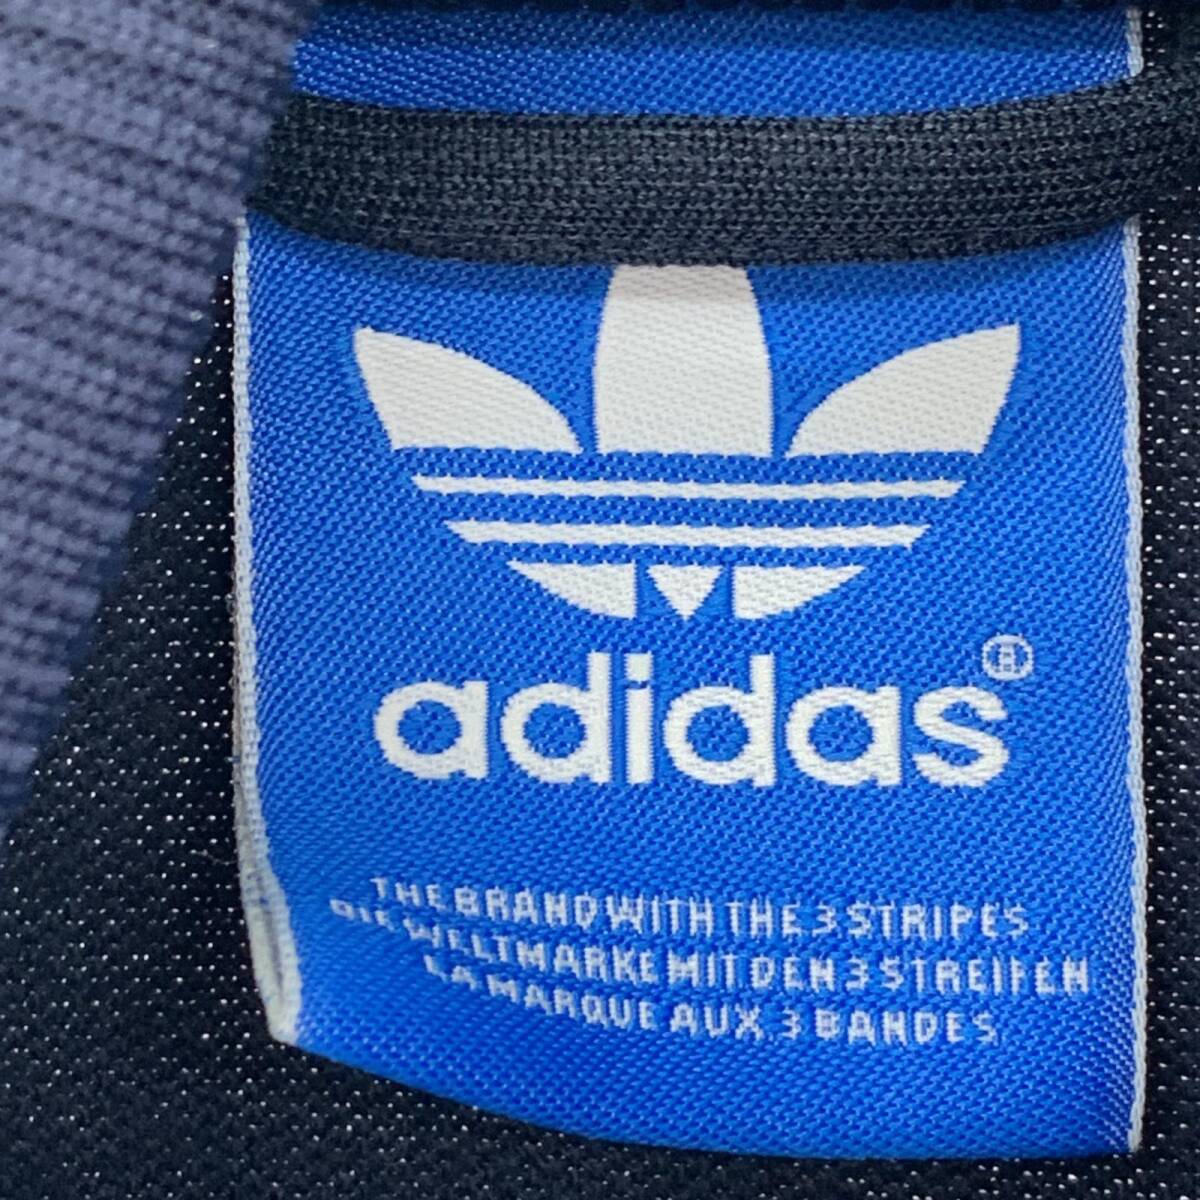 adidas®
THE BRAND WITH THE 3 STRIPES
DIE WELTMARKE MIT DEN 3 STREIFEN
LA MARQUE AUX 3 BANDES